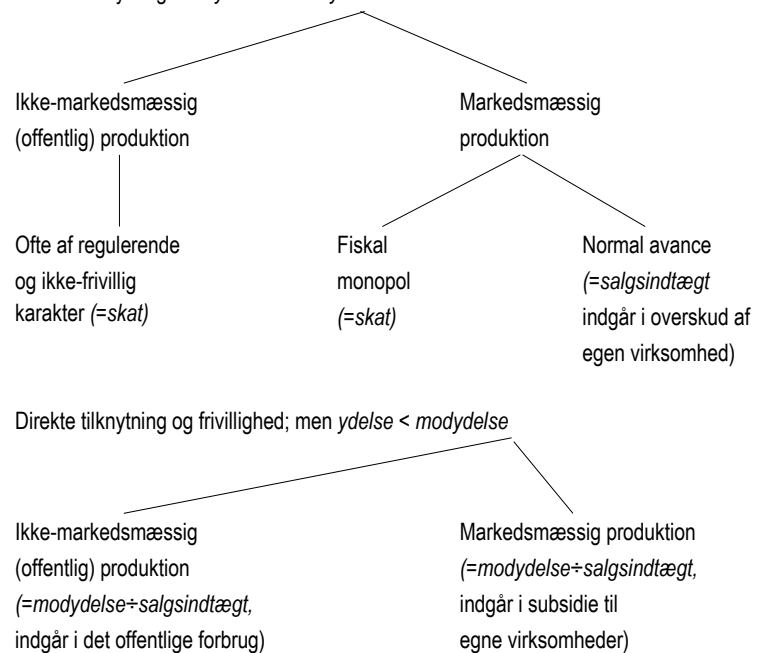 Ikke-markedsmæssig
(offentlig) produktion
Markedsmæssig
produktion
Ofte af regulerende
og ikke-frivillig
karakter (=skat)
Fiskal
monopol
(=skat)
Normal avance
(=salgsindtægt
indgår i overskud af
egen virksomhed)
Direkte tilknytning og frivillighed; men ydelse < modydelse
Ikke-markedsmæssig
(offentlig) produktion
(=modydelse÷salgsindtægt,
indgår i det offentlige forbrug)
Markedsmæssig produktion
(=modydelse÷salgsindtægt,
indgår i subsidie til
egne virksomheder)